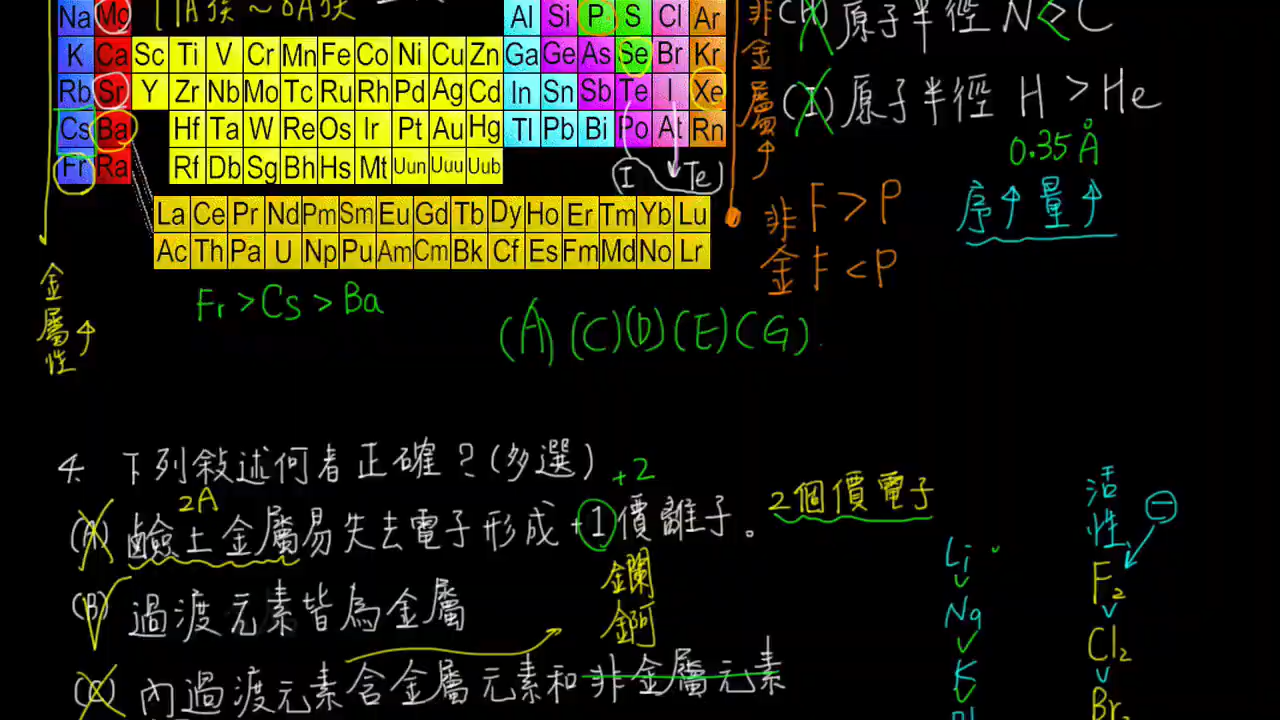 1A族~8A族
Na Mg Al Si P S Cl Ar
K Ca Sc Ti V Cr Mn Fe Co Ni Cu Zn Ga Ge As Se Br Kr
Rb Sr Y Zr Nb Mo Tc Ru Rh Pd Ag Cd In Sn Sb Te I Xe
Cs Ba Hf Ta W Re Os Ir Pt Au Hg Tl Pb Bi Po At Rn
Fr Ra Rf Db Sg Bh Hs Mt Uun Uuu Uub
I Te
La Ce Pr Nd Pm Sm Eu Gd Tb Dy Ho Er Tm Yb Lu
Ac Th Pa U Np Pu Am Cm Bk Cf Es Fm Md No Lr
金屬性↑
Fr>Cs>Ba
非金屬↑
(H)原子半徑 N>C
<
(I)原子半徑 H>He
0.35Å
序↑量↑
非 F>P
金 F<P
(A)(C)(D)(E)(G)
4. 下列敘述何者正確?(多選)
+2
2A
(A)鹼土金屬易失去電子形成+1價離子。
2個價電子
(B)過渡元素皆為金屬
鑭
錒
(C)內過渡元素含金屬元素和非金屬元素
Li
Na
K
活性
F₂
Cl₂
Br₂